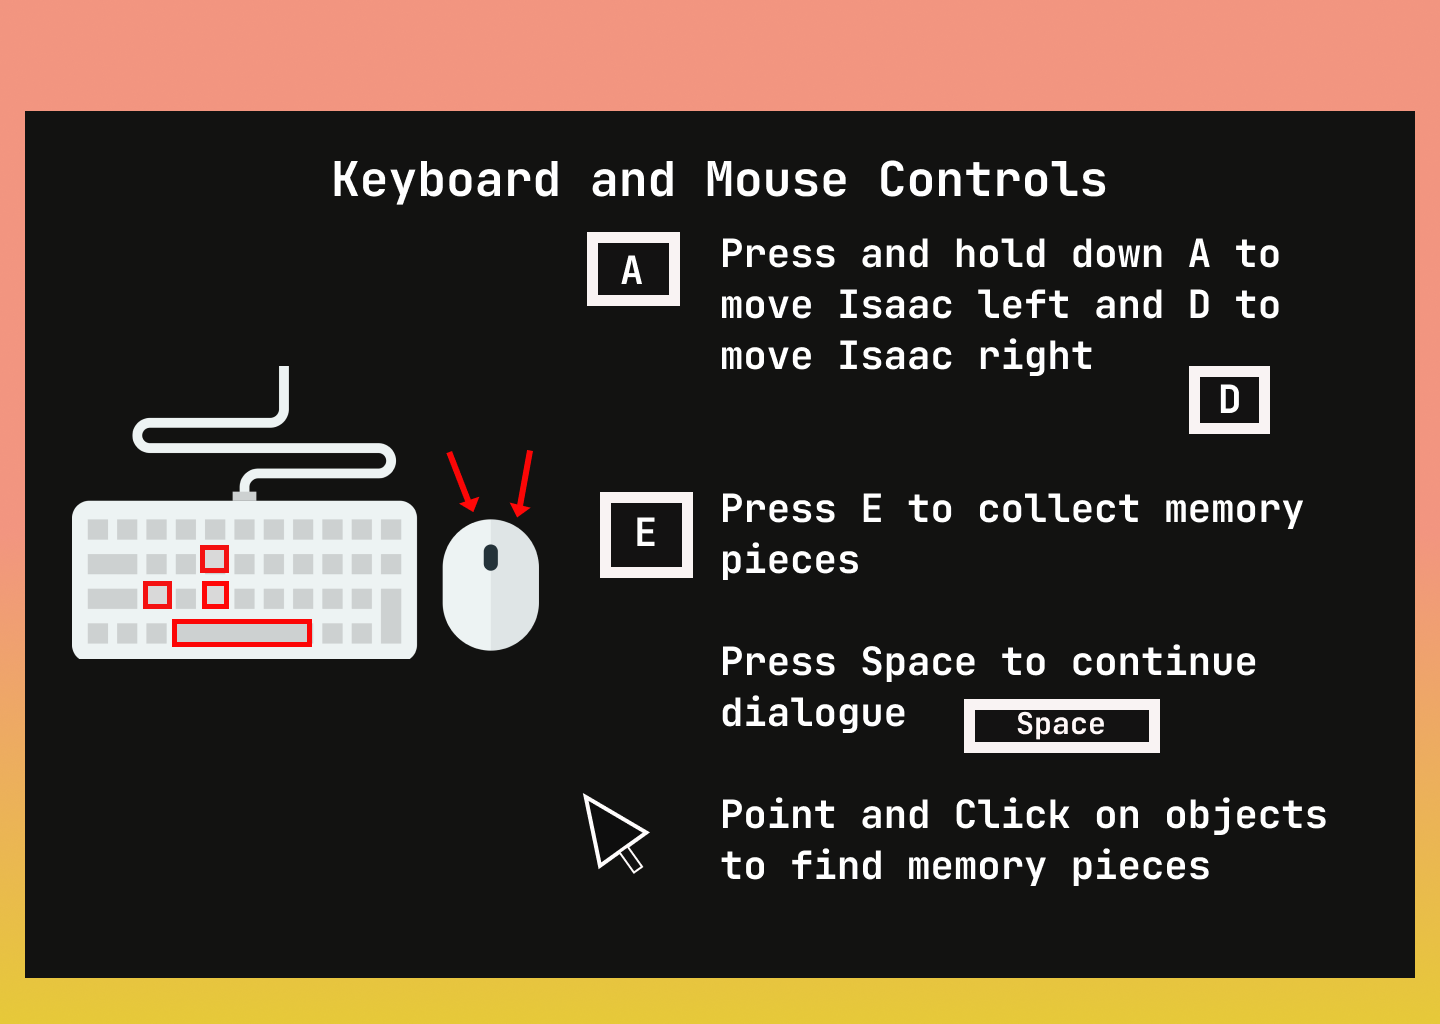 Keyboard and Mouse Controls
A
Press and hold down A to
move Isaac left and D to
move Isaac right
D
E
Press E to collect memory
pieces
Press Space to continue
dialogue
Space
Point and Click on objects
to find memory pieces